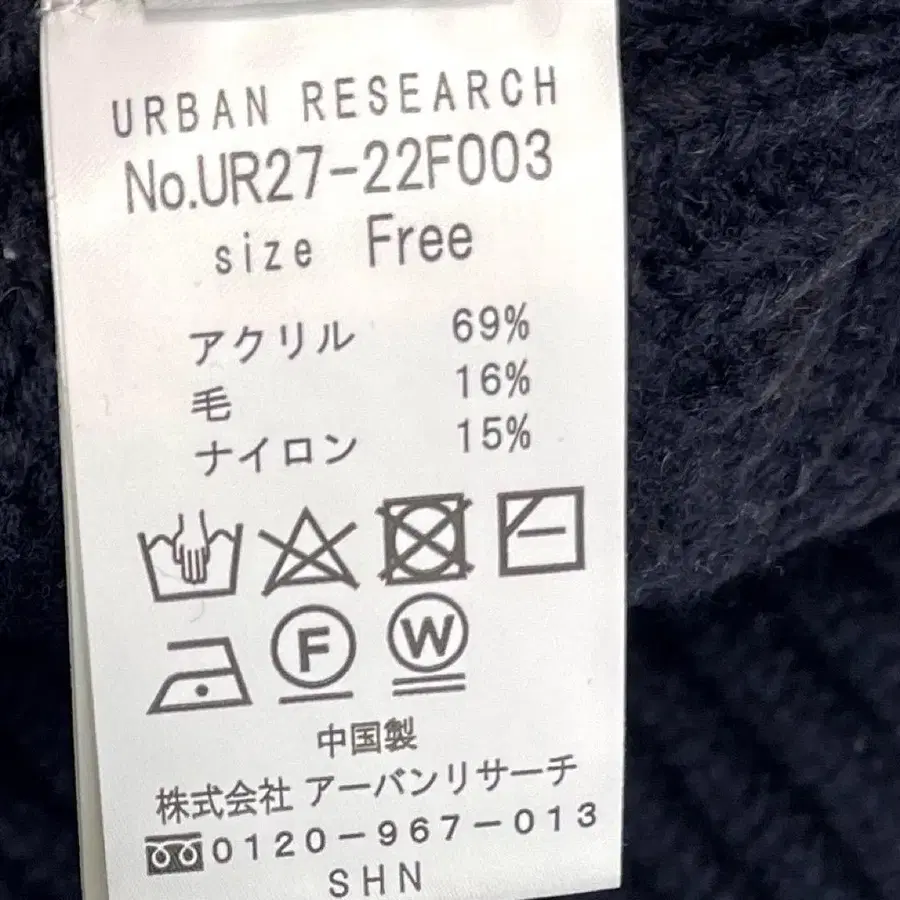 URBAN RESEARCH
No.UR27-22F003
size Free
アクリル 69%
毛 16%
ナイロン 15%
F W
中国製
株式会社 アーバンリサーチ
0120-967-013
SHN